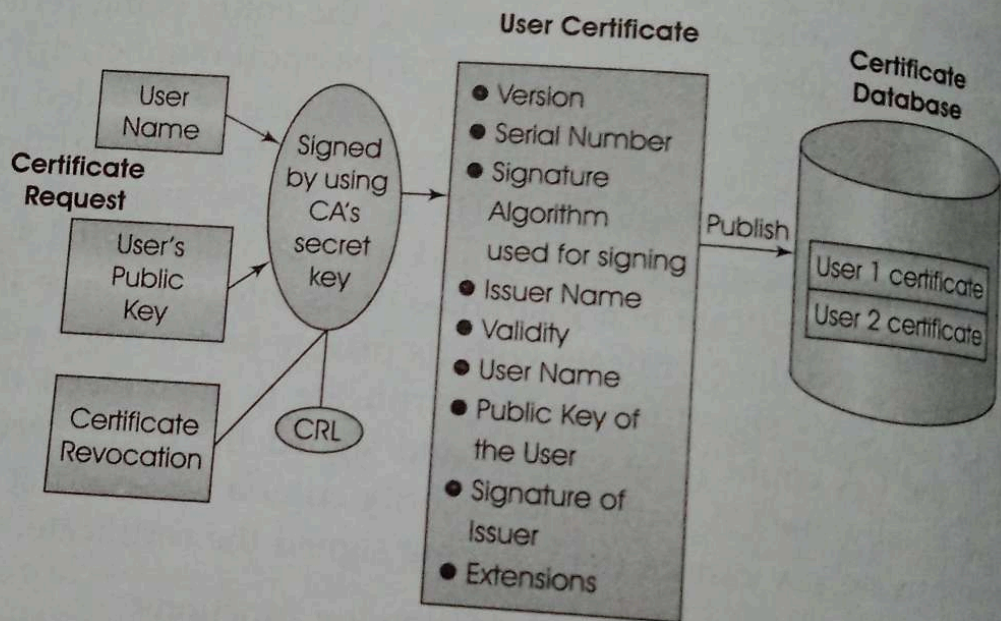 User Certificate
Certificate
Database
User
Name
Certificate
Request
User's
Public
Key
Certificate
Revocation
Signed
by using
CA's
secret
key
CRL
Version
Serial Number
Signature
Algorithm
used for signing
Issuer Name
Validity
User Name
Public Key of
the User
Signature of
Issuer
Extensions
Publish
User 1 certificate
User 2 certificate